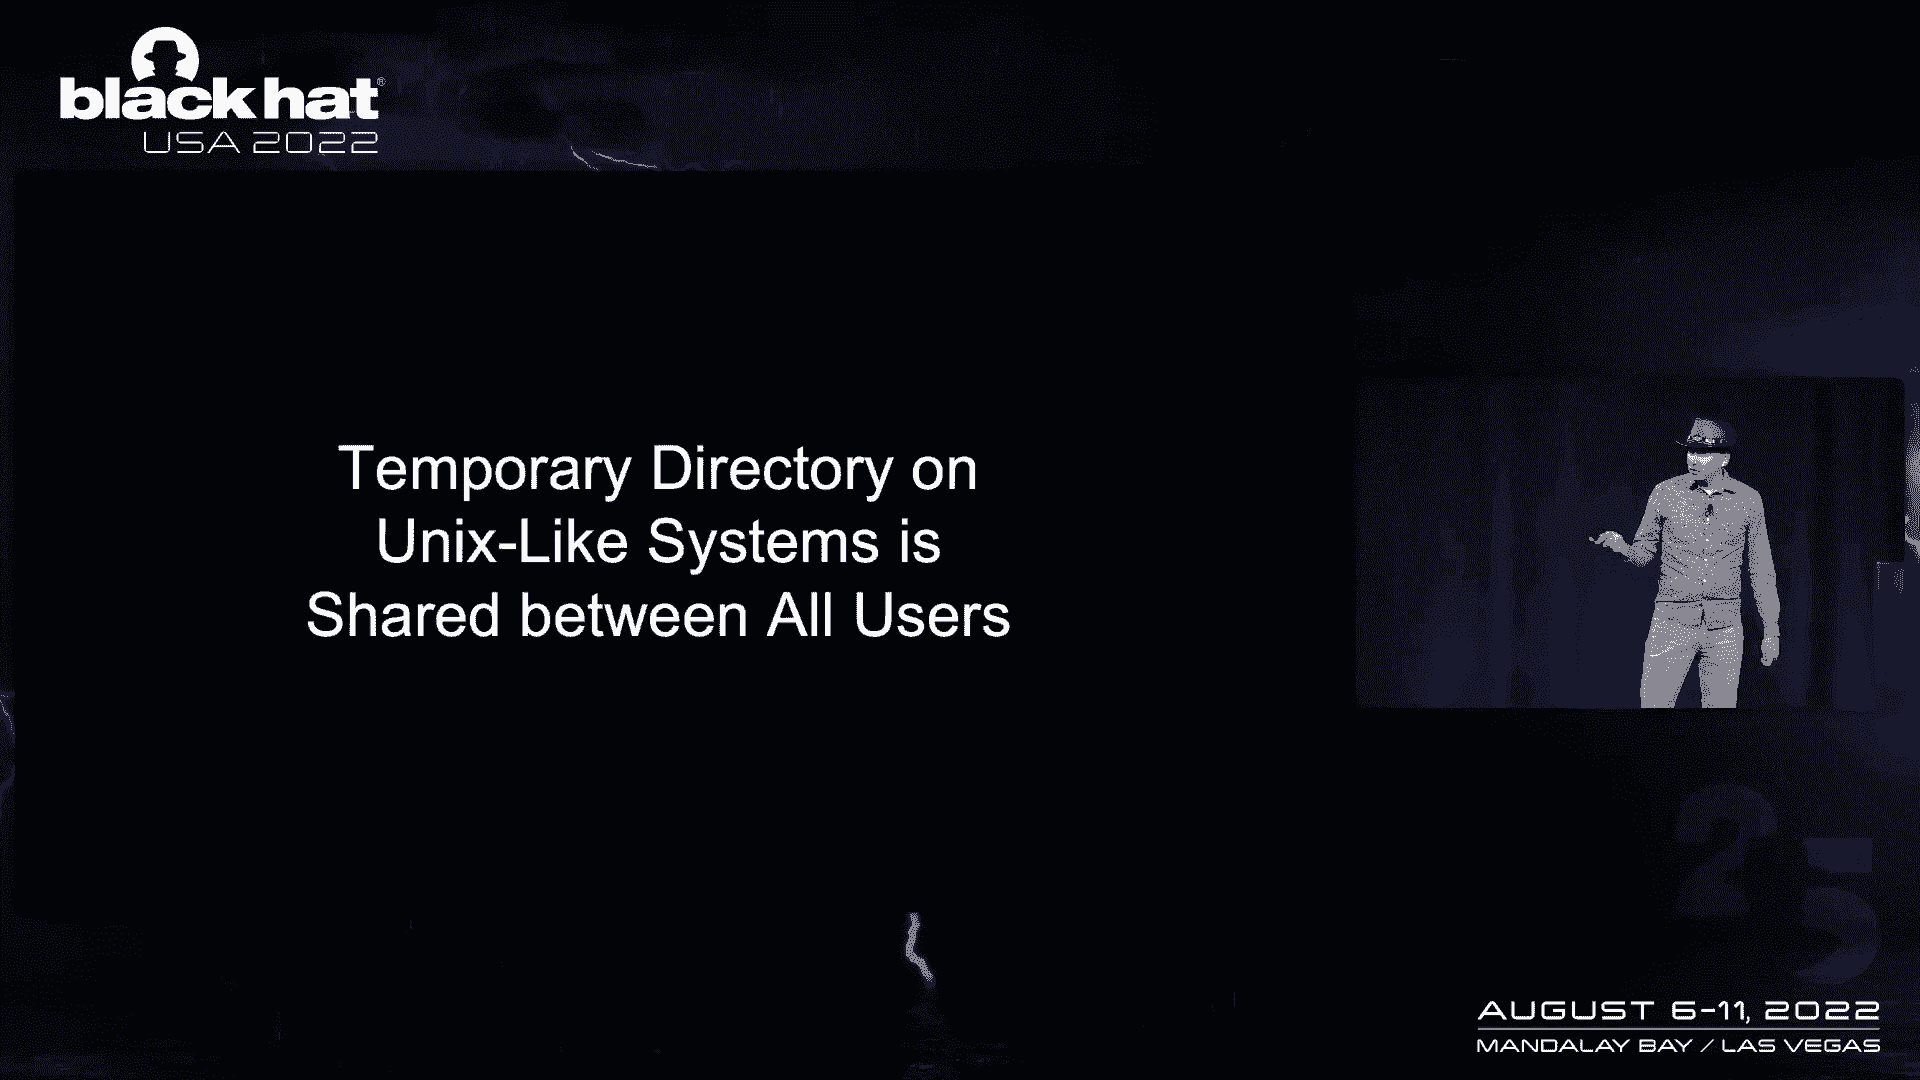 black hat®
USA 2022
Temporary Directory on
Unix-Like Systems is
Shared between All Users
25
AUGUST 6-11, 2022
MANDALAY BAY / LAS VEGAS